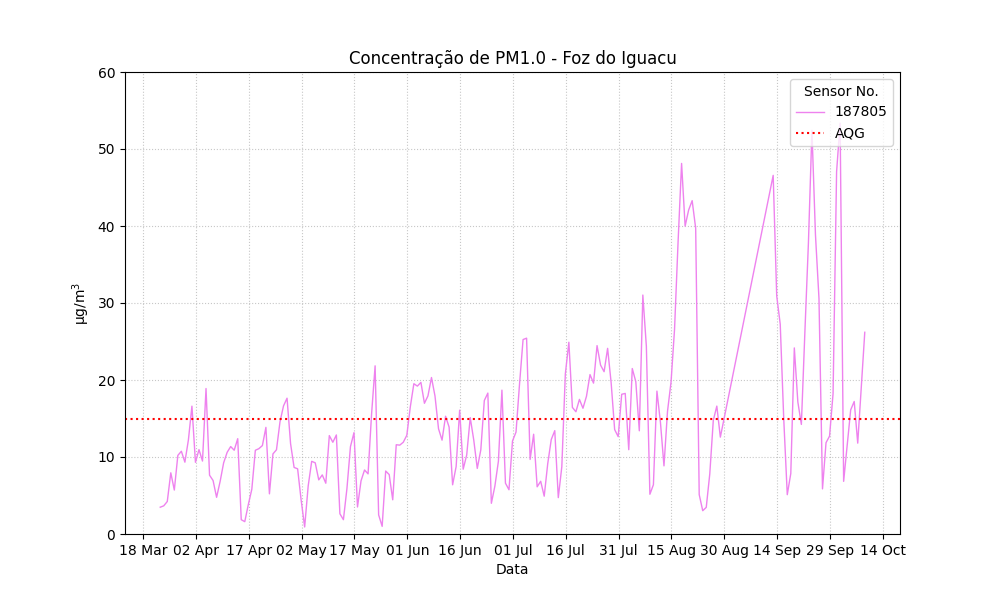 Concentração de PM1.0 - Foz do Iguacu
Sensor No.
187805
AQG
60
50
40
30
20
10
0
µg/m³
18 Mar 02 Apr 17 Apr 02 May 17 May 01 Jun 16 Jun 01 Jul 16 Jul 31 Jul 15 Aug 30 Aug 14 Sep 29 Sep 14 Oct
Data